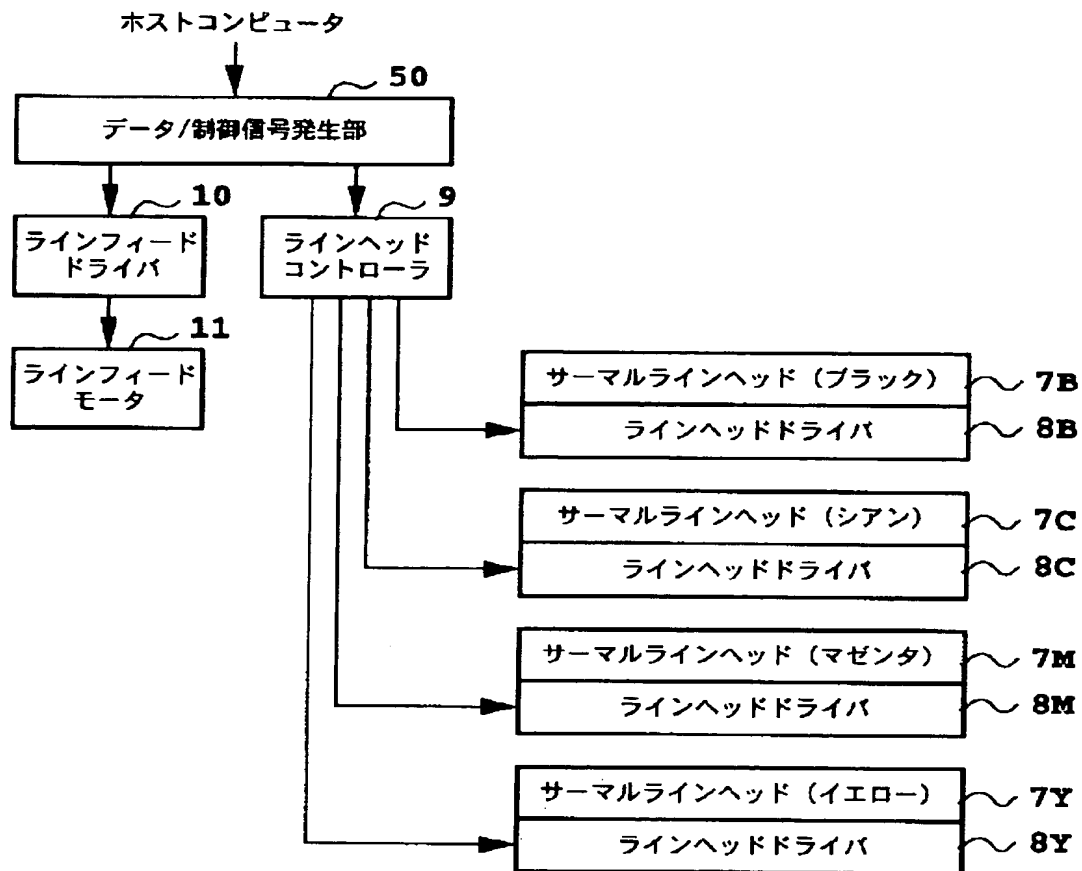 ホストコンピュータ
50
データ/制御信号発生部
10
9
ラインフィード
ドライバ
ラインヘッド
コントローラ
11
ラインフィード
モータ
サーマルラインヘッド（ブラック） 7B
ラインヘッドドライバ 8B
サーマルラインヘッド（シアン） 7C
ラインヘッドドライバ 8C
サーマルラインヘッド（マゼンタ） 7M
ラインヘッドドライバ 8M
サーマルラインヘッド（イエロー） 7Y
ラインヘッドドライバ 8Y